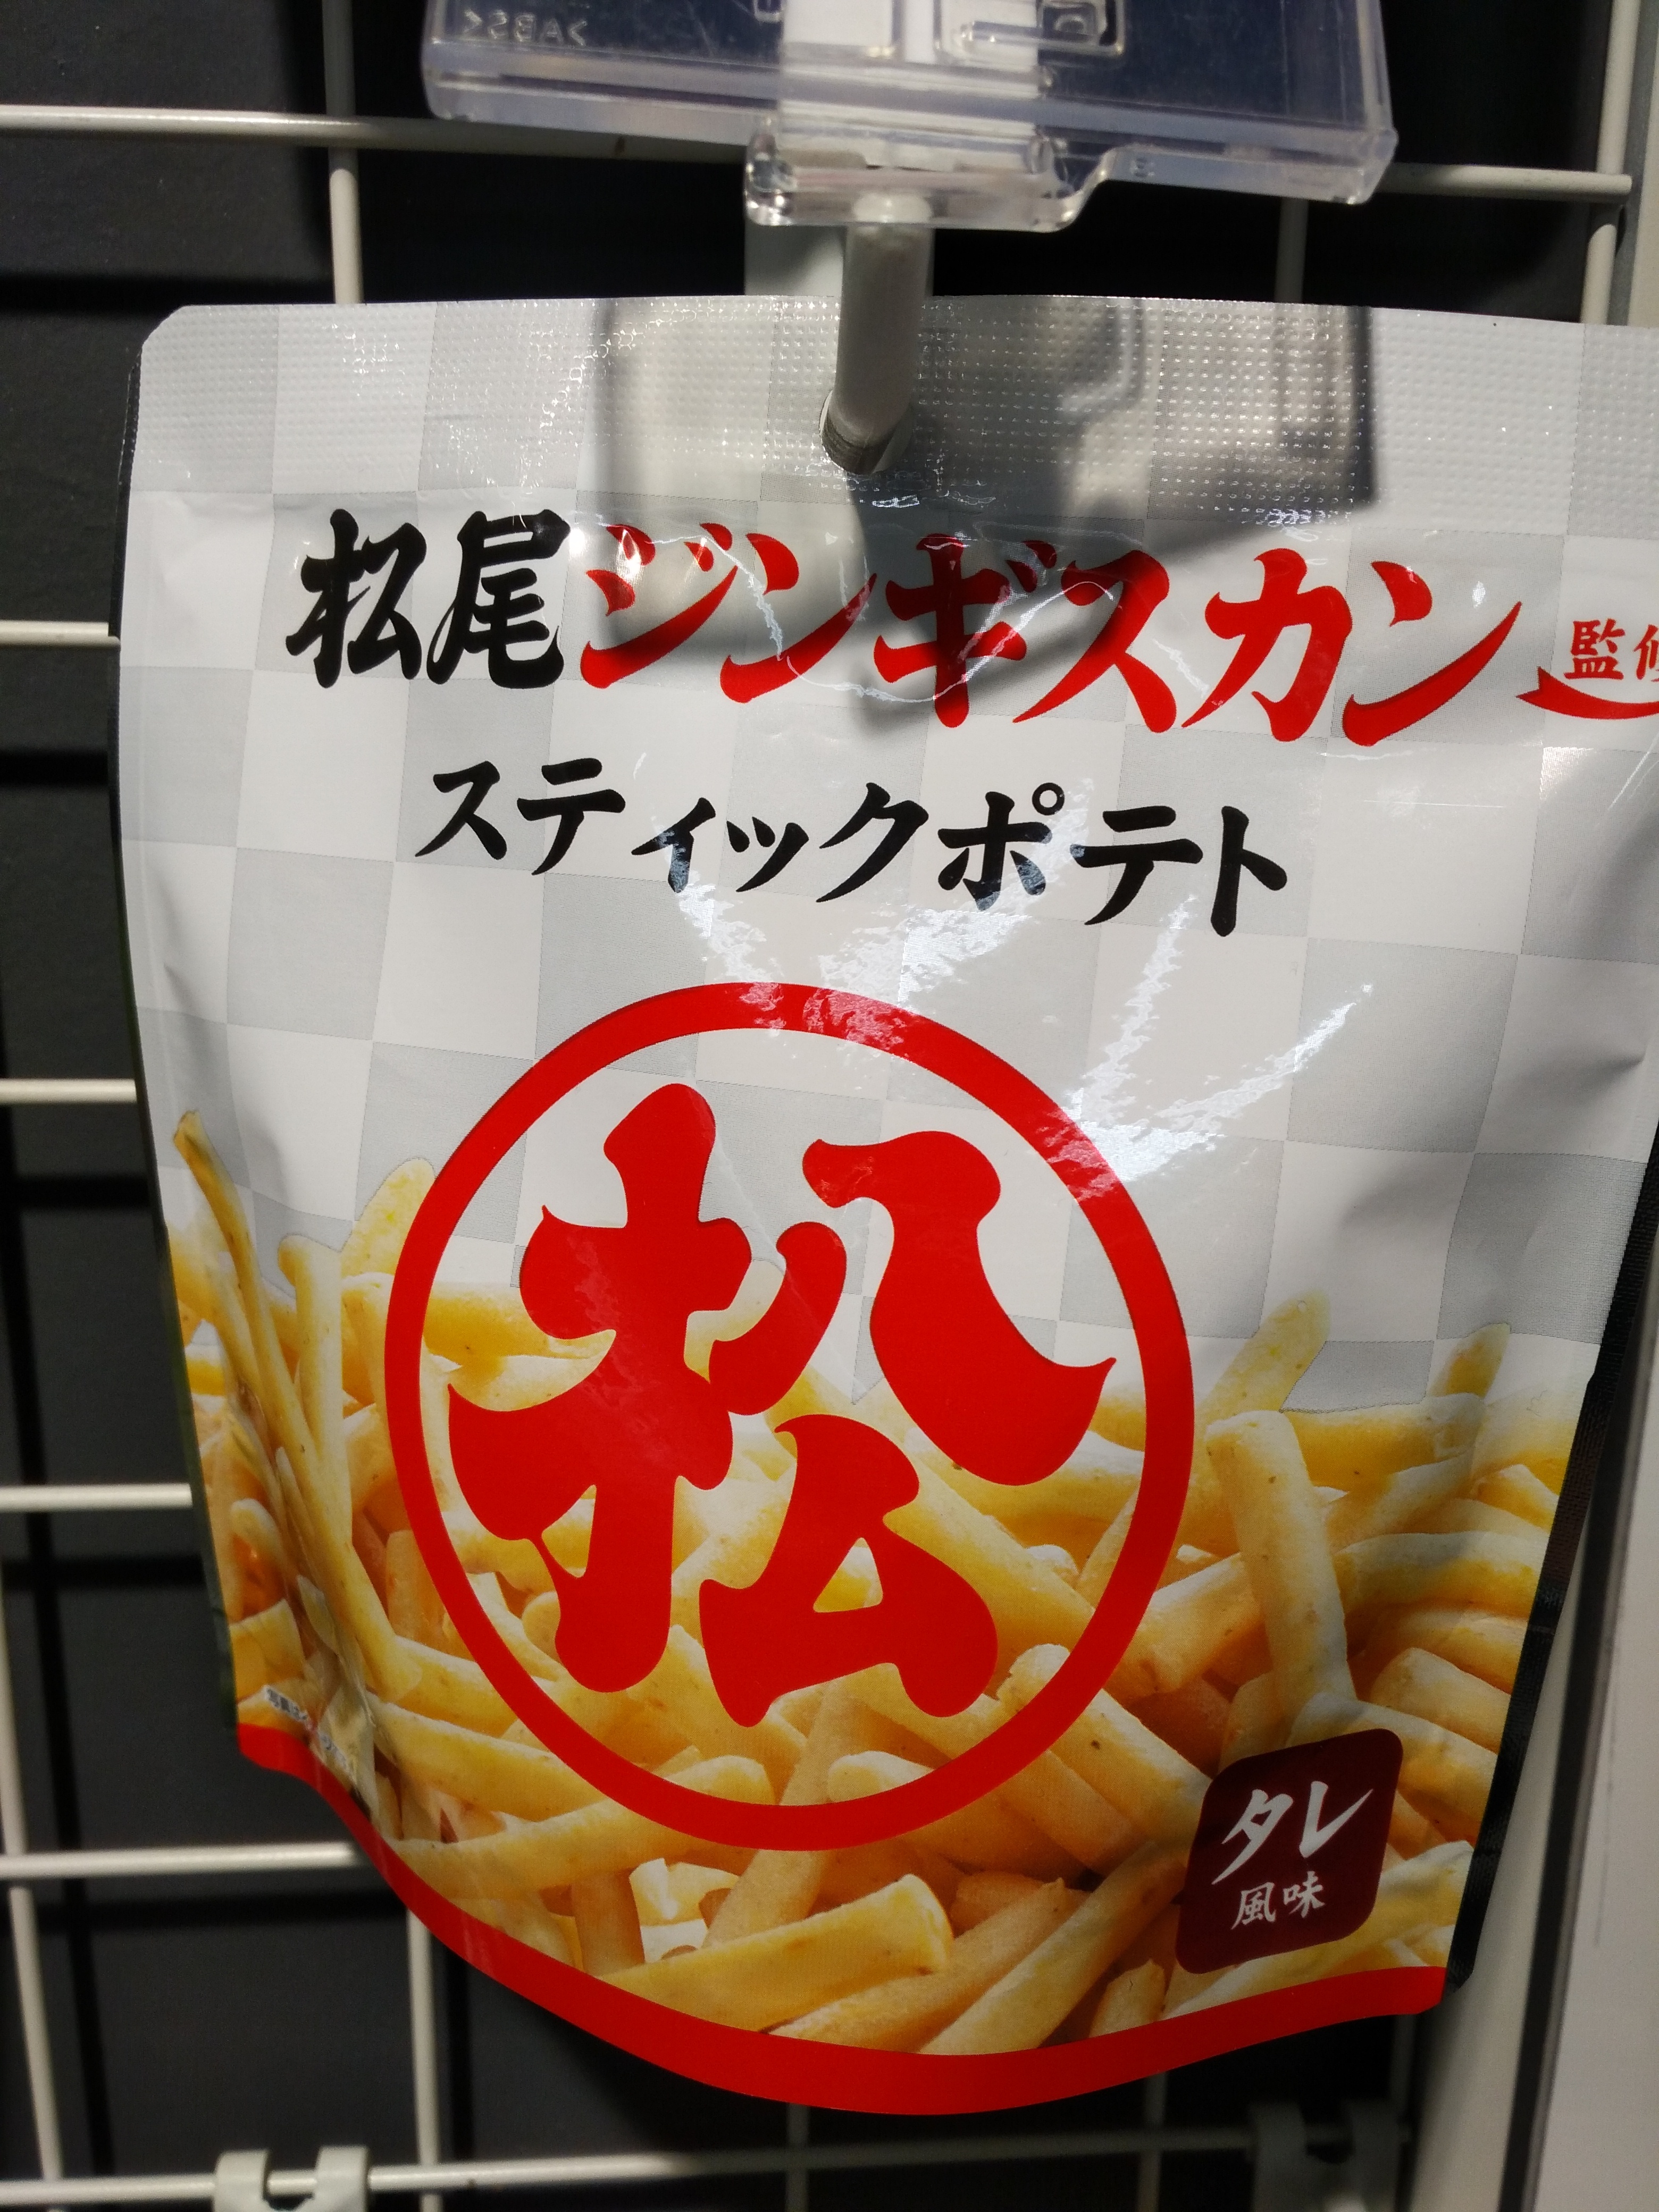 >ABS<
松尾ジンギスカン
監修
スティックポテト
松
タレ
風味